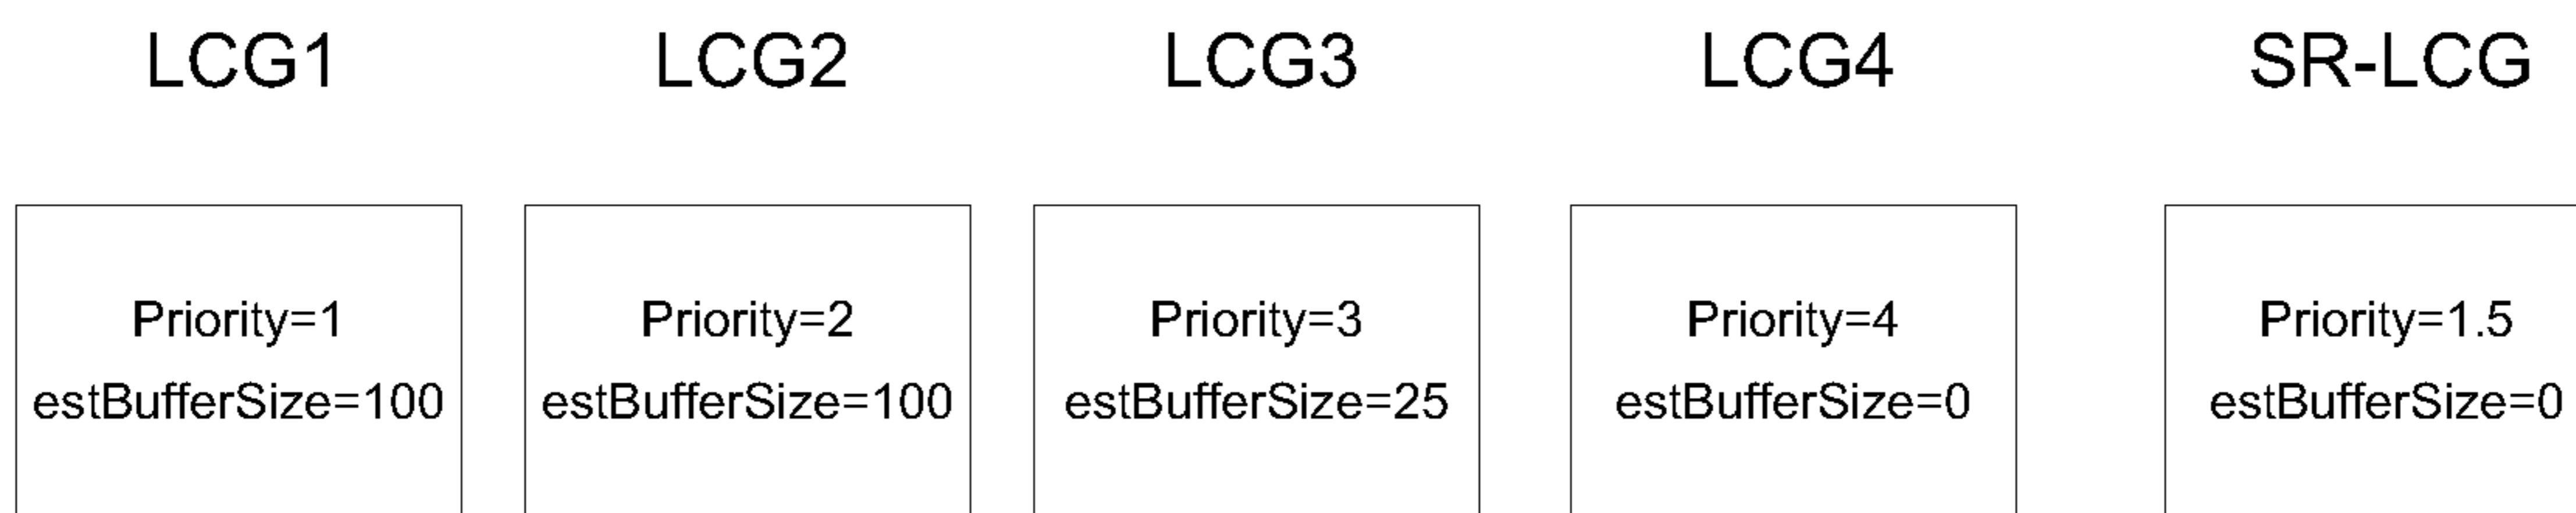 LCG1 LCG2 LCG3 LCG4 SR-LCG
Priority=1 Priority=2 Priority=3 Priority=4 Priority=1.5
estBufferSize=100 estBufferSize=100 estBufferSize=25 estBufferSize=0 estBufferSize=0